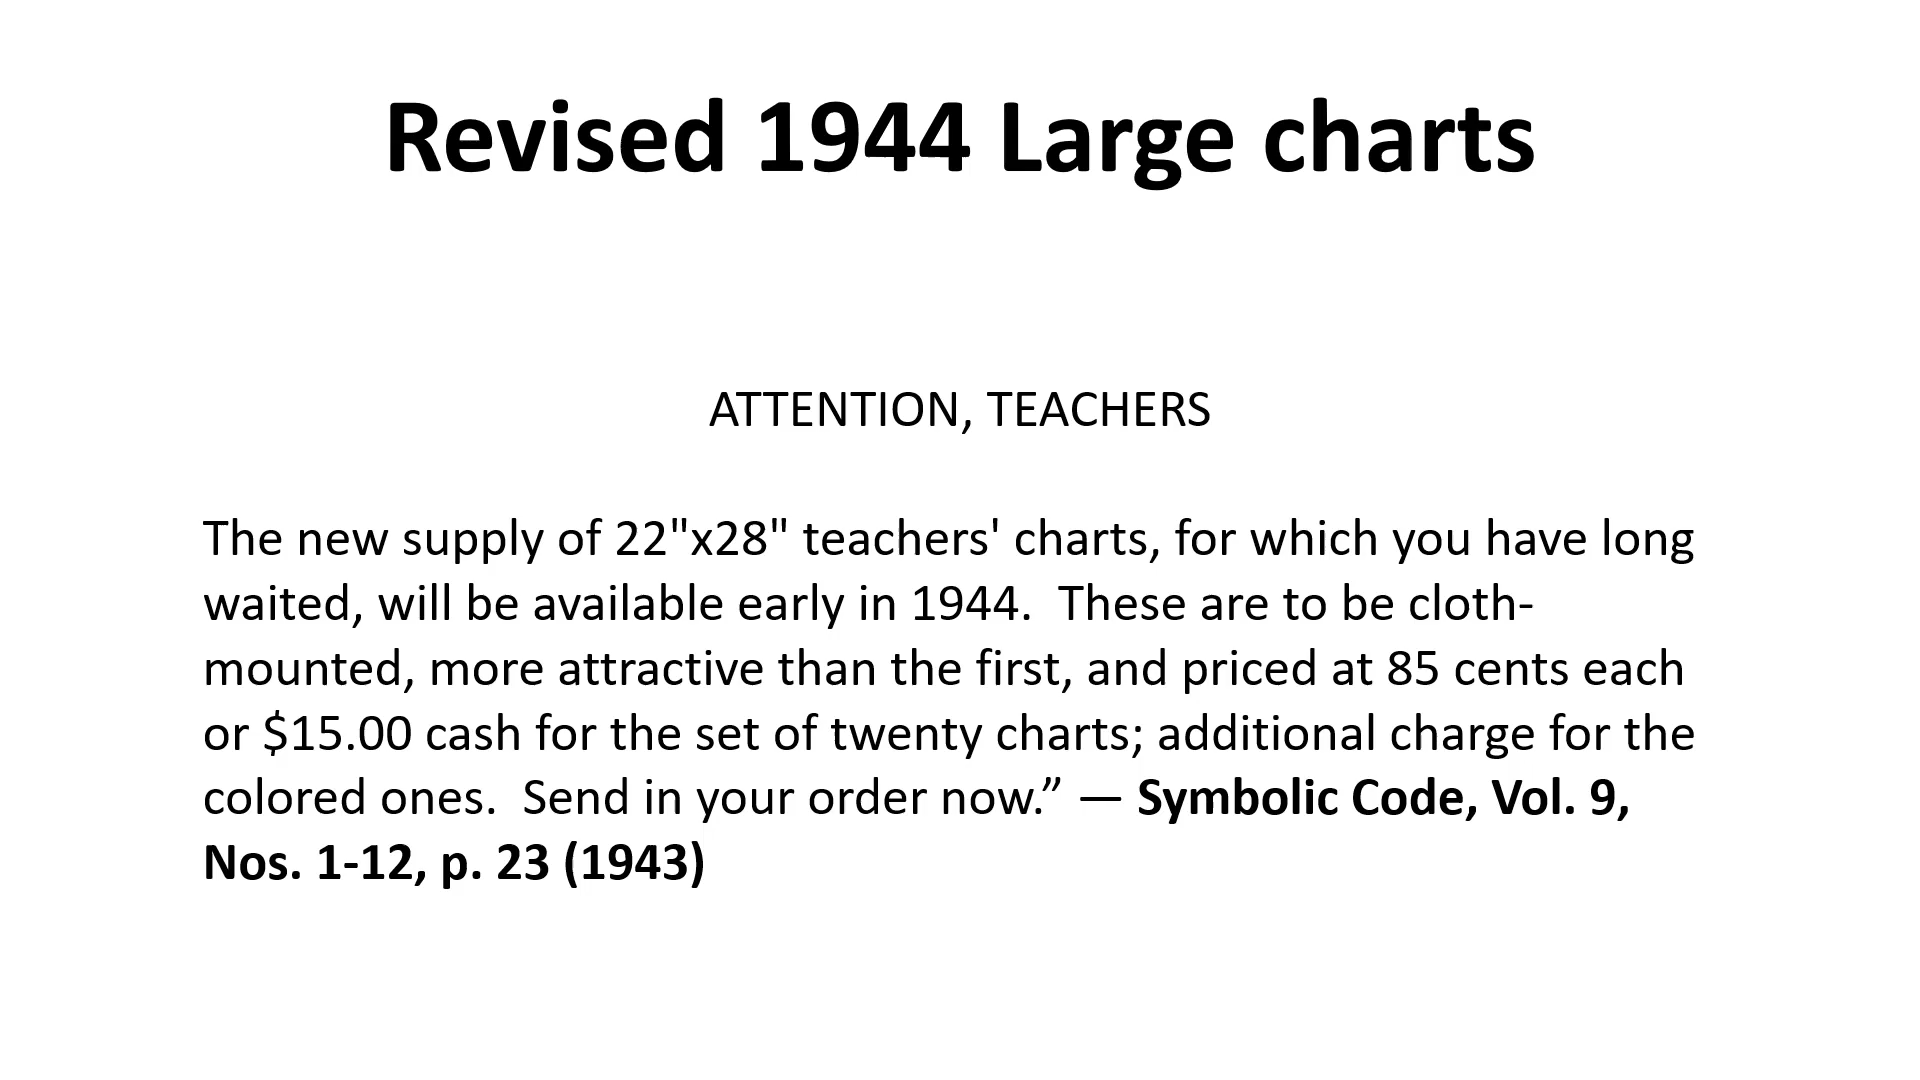 Revised 1944 Large charts
ATTENTION, TEACHERS
The new supply of 22"x28" teachers' charts, for which you have long
waited, will be available early in 1944.  These are to be cloth-
mounted, more attractive than the first, and priced at 85 cents each
or $15.00 cash for the set of twenty charts; additional charge for the
colored ones.  Send in your order now.” — Symbolic Code, Vol. 9,
Nos. 1-12, p. 23 (1943)